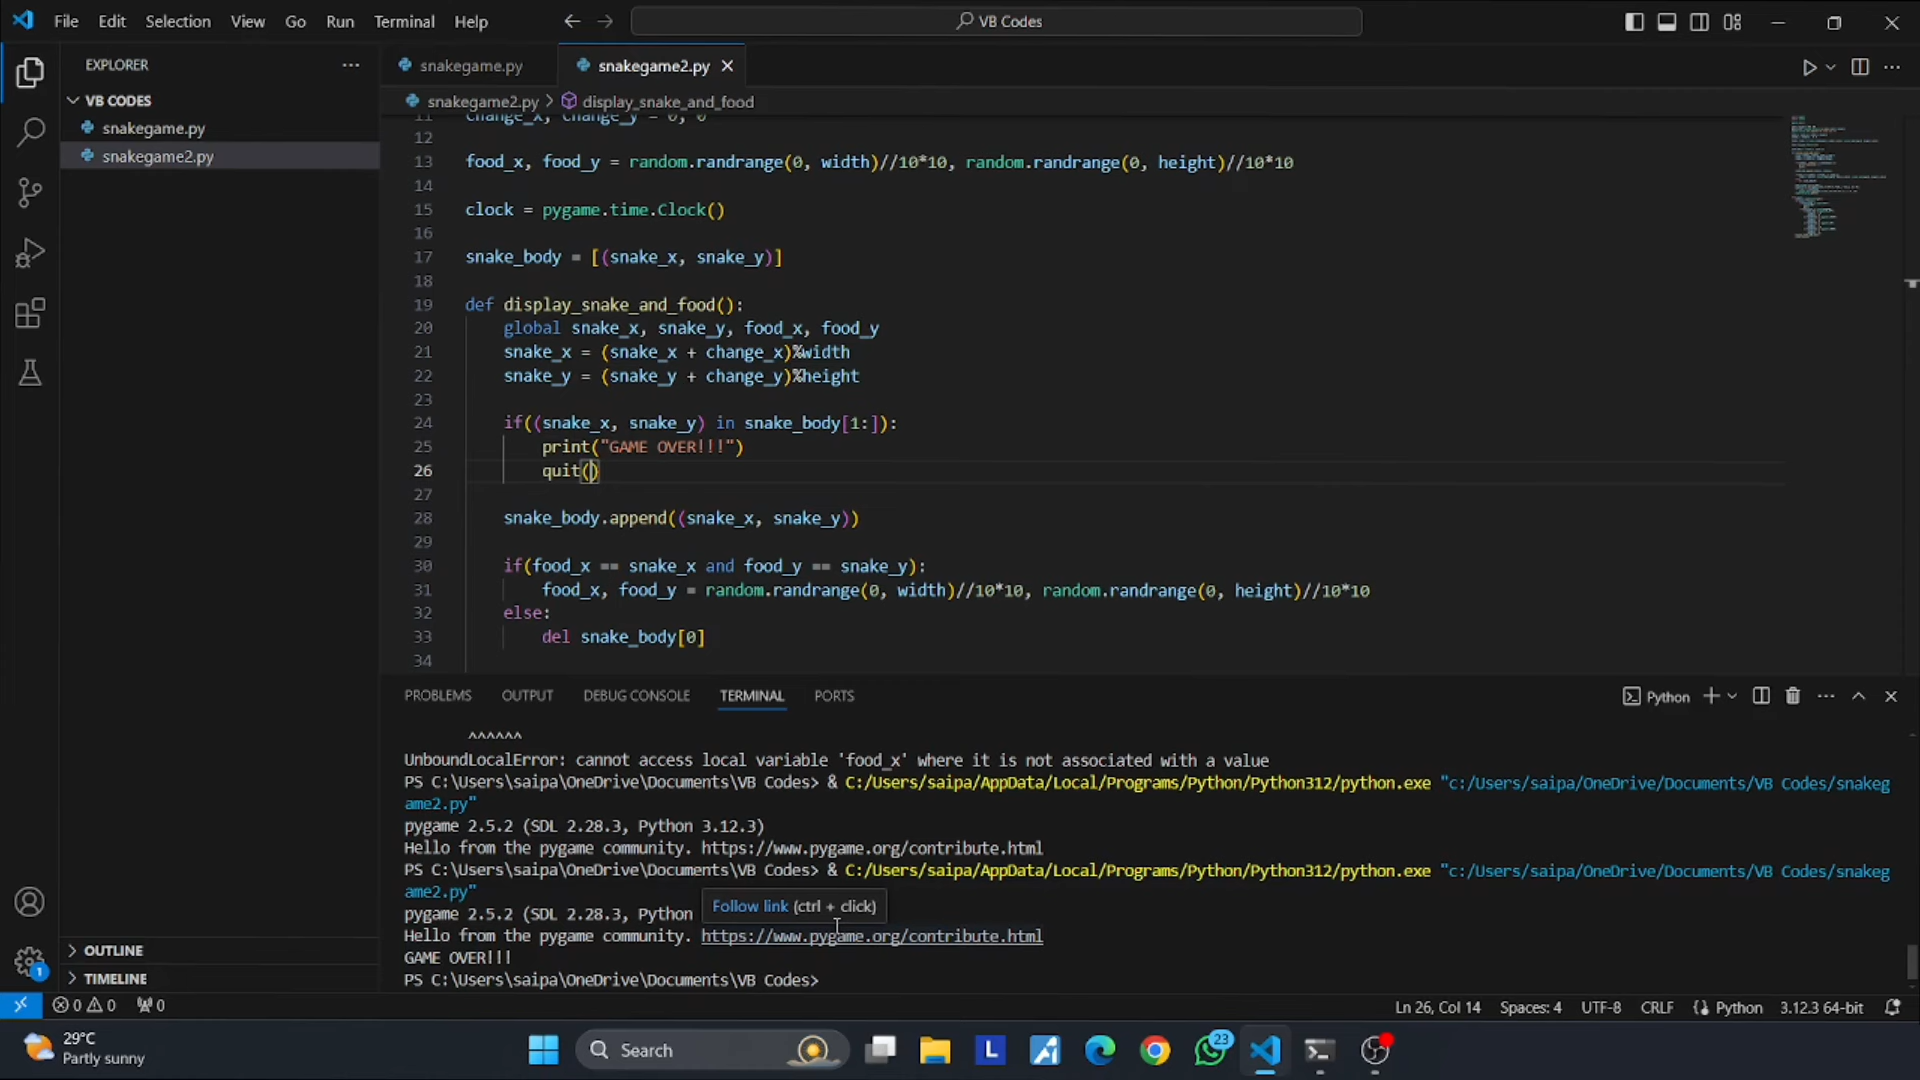 File Edit Selection View Go Run Terminal Help
VB Codes
EXPLORER
VB CODES
snakegame.py
snakegame2.py
OUTLINE
TIMELINE
snakegame.py
snakegame2.py
snakegame2.py > display_snake_and_food
11 change_x, change_y = 0, 0
12
13 food_x, food_y = random.randrange(0, width)//10*10, random.randrange(0, height)//10*10
14
15 clock = pygame.time.Clock()
16
17 snake_body = [(snake_x, snake_y)]
18
19 def display_snake_and_food():
20 global snake_x, snake_y, food_x, food_y
21 snake_x = (snake_x + change_x)%width
22 snake_y = (snake_y + change_y)%height
23
24 if((snake_x, snake_y) in snake_body[1:]):
25 print("GAME OVER!!!")
26 quit()
27
28 snake_body.append((snake_x, snake_y))
29
30 if(food_x == snake_x and food_y == snake_y):
31 food_x, food_y = random.randrange(0, width)//10*10, random.randrange(0, height)//10*10
32 else:
33 del snake_body[0]
34
PROBLEMS OUTPUT DEBUG CONSOLE TERMINAL PORTS
Python
^^^^^^
UnboundLocalError: cannot access local variable 'food_x' where it is not associated with a value
PS C:\Users\saipa\OneDrive\Documents\VB Codes> & C:/Users/saipa/AppData/Local/Programs/Python/Python312/python.exe "c:/Users/saipa/OneDrive/Documents/VB Codes/snakeg
ame2.py"
pygame 2.5.2 (SDL 2.28.3, Python 3.12.3)
Hello from the pygame community. https://www.pygame.org/contribute.html
PS C:\Users\saipa\OneDrive\Documents\VB Codes> & C:/Users/saipa/AppData/Local/Programs/Python/Python312/python.exe "c:/Users/saipa/OneDrive/Documents/VB Codes/snakeg
ame2.py"
pygame 2.5.2 (SDL 2.28.3, Python
Follow link (ctrl + click)
Hello from the pygame community. https://www.pygame.org/contribute.html
GAME OVER!!!
PS C:\Users\saipa\OneDrive\Documents\VB Codes>
1
0 0 0
Ln 26, Col 14 Spaces: 4 UTF-8 CRLF Python 3.12.3 64-bit
29°C
Partly sunny
Search
L
23